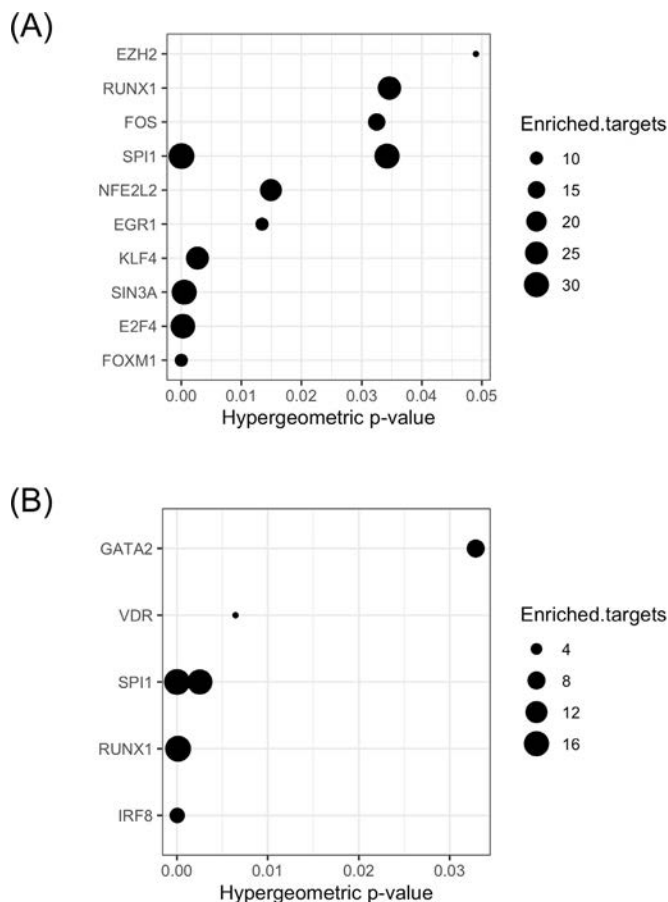 (A)
EZH2
RUNX1
FOS
SPI1
NFE2L2
EGR1
KLF4
SIN3A
E2F4
FOXM1
0.00 0.01 0.02 0.03 0.04 0.05
Hypergeometric p-value
Enriched.targets
10
15
20
25
30
(B)
GATA2
VDR
SPI1
RUNX1
IRF8
0.00 0.01 0.02 0.03
Hypergeometric p-value
Enriched.targets
4
8
12
16